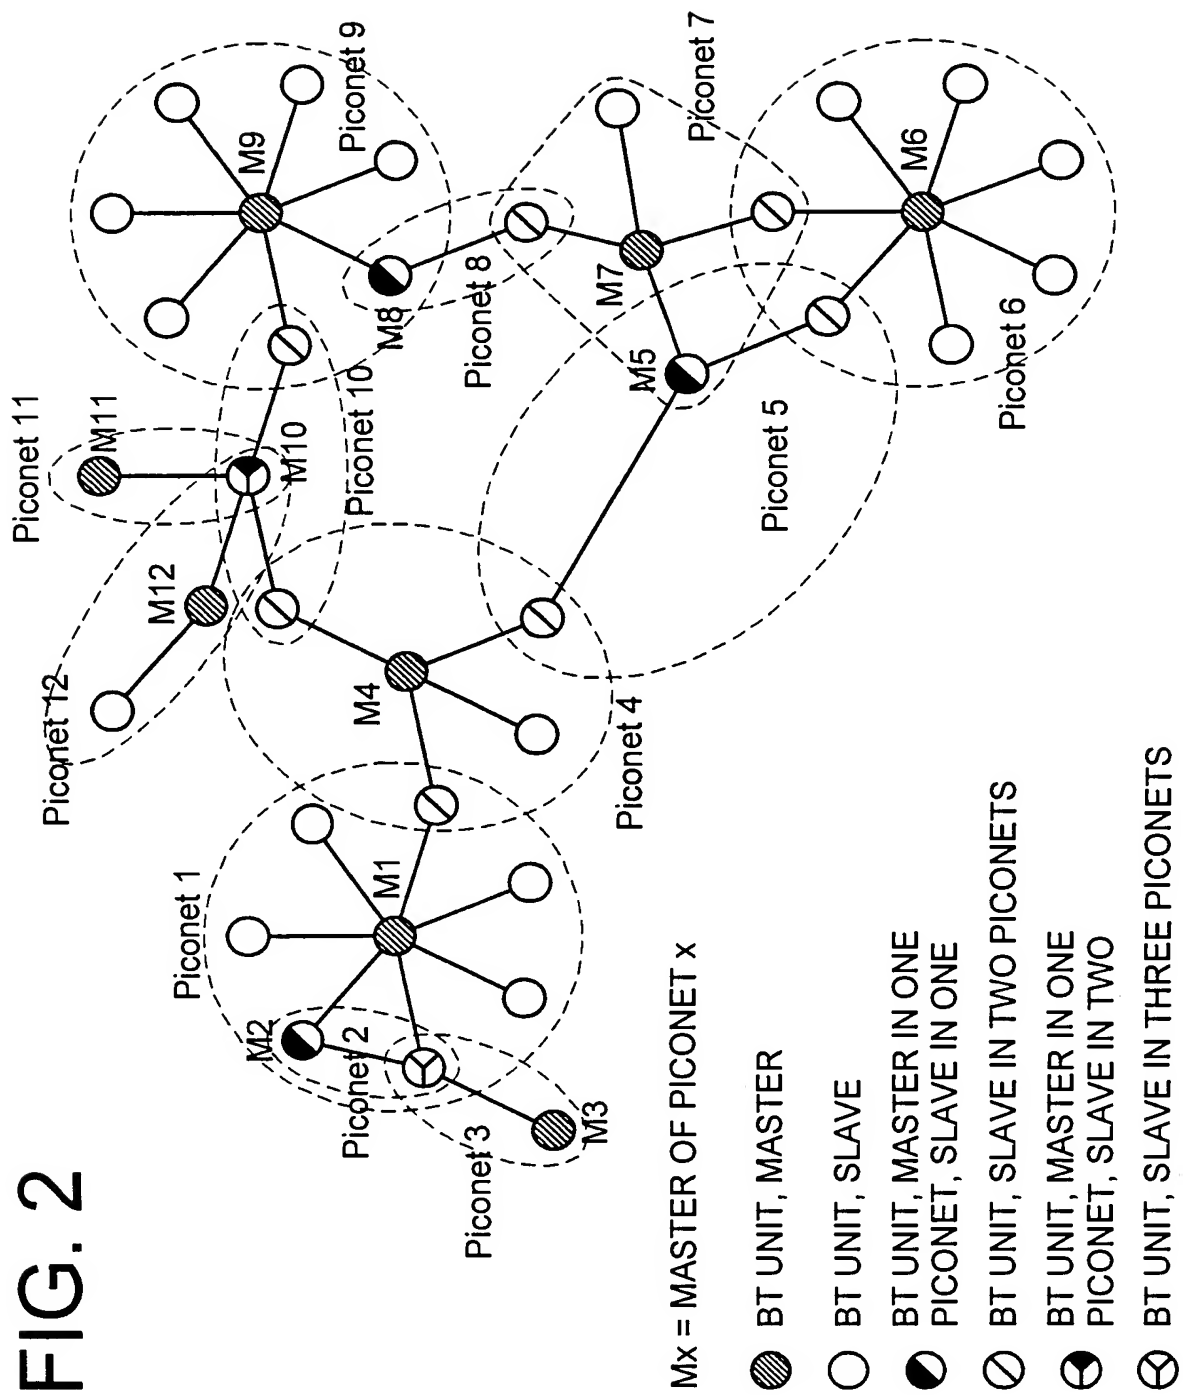 FIG. 2
Piconet 3
M3
Piconet 2
M2
Piconet 1
M1
Piconet 4
M4
Piconet 12
M12
Piconet 11
M11
M10
Piconet 10
Piconet 5
M5
Piconet 6
M6
M7
Piconet 7
Piconet 8
M8
M9
Piconet 9
Mx = MASTER OF PICONET x
BT UNIT, MASTER
BT UNIT, SLAVE
BT UNIT, MASTER IN ONE
PICONET, SLAVE IN ONE
BT UNIT, SLAVE IN TWO PICONETS
BT UNIT, MASTER IN ONE
PICONET, SLAVE IN TWO
BT UNIT, SLAVE IN THREE PICONETS